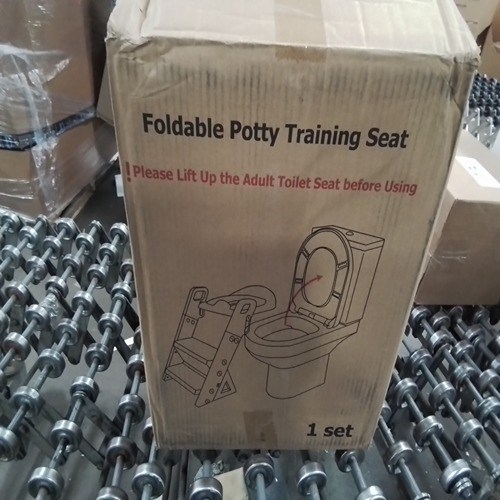 Foldable Potty Training Seat
! Please Lift Up the Adult Toilet Seat before Using
1 set